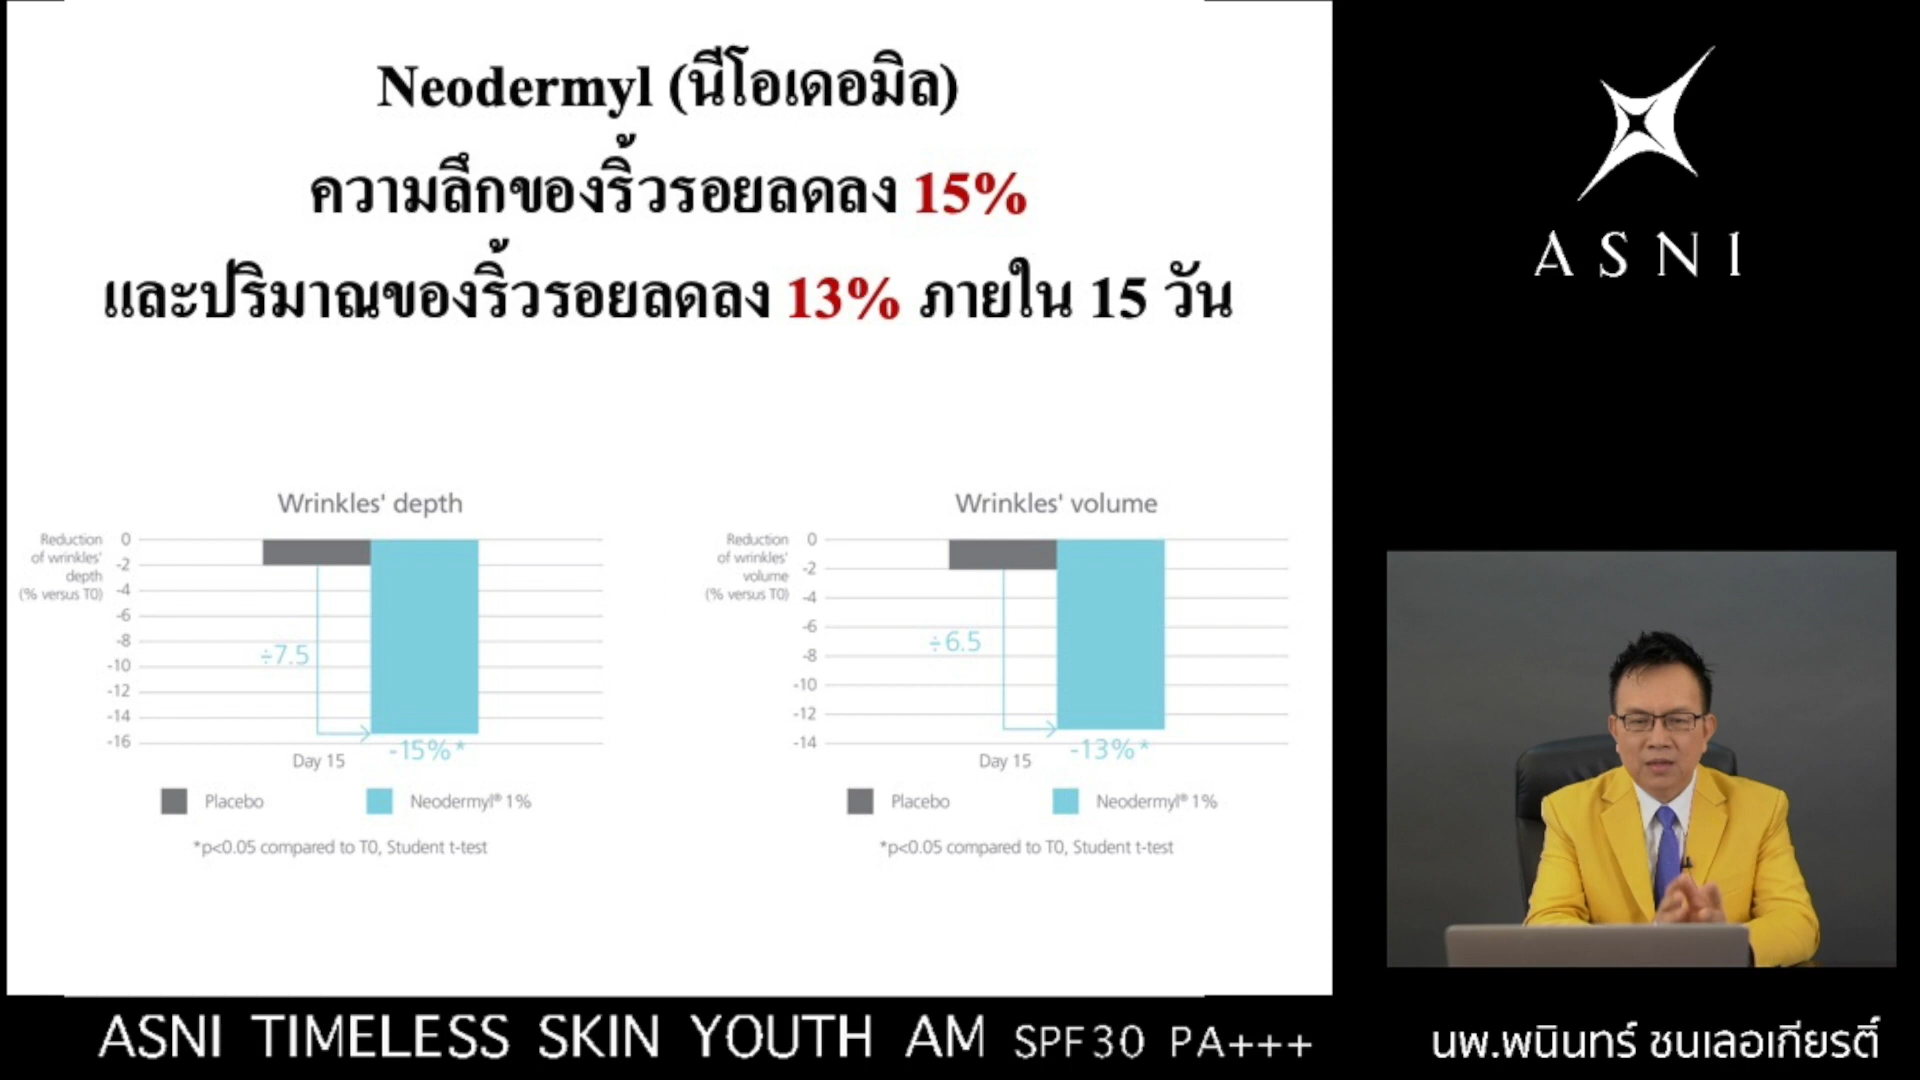 Neodermyl (นีโอเดอมิล)
ความลึกของริ้วรอยลดลง 15%
และปริมาณของริ้วรอยลดลง 13% ภายใน 15 วัน
ASNI
Wrinkles' depth
Reduction
of wrinkles'
depth
(% versus T0)
0
-2
-4
-6
-8
-10
-12
-14
-16
÷7.5
Day 15
-15%*
Placebo
Neodermyl® 1%
*p<0.05 compared to T0, Student t-test
Wrinkles' volume
Reduction
of wrinkles'
volume
(% versus T0)
0
-2
-4
-6
-8
-10
-12
-14
÷6.5
Day 15
-13%*
Placebo
Neodermyl® 1%
*p<0.05 compared to T0, Student t-test
ASNI TIMELESS SKIN YOUTH AM SPF30 PA+++
นพ.พนินทร์ ชนเลอเกียรติ์